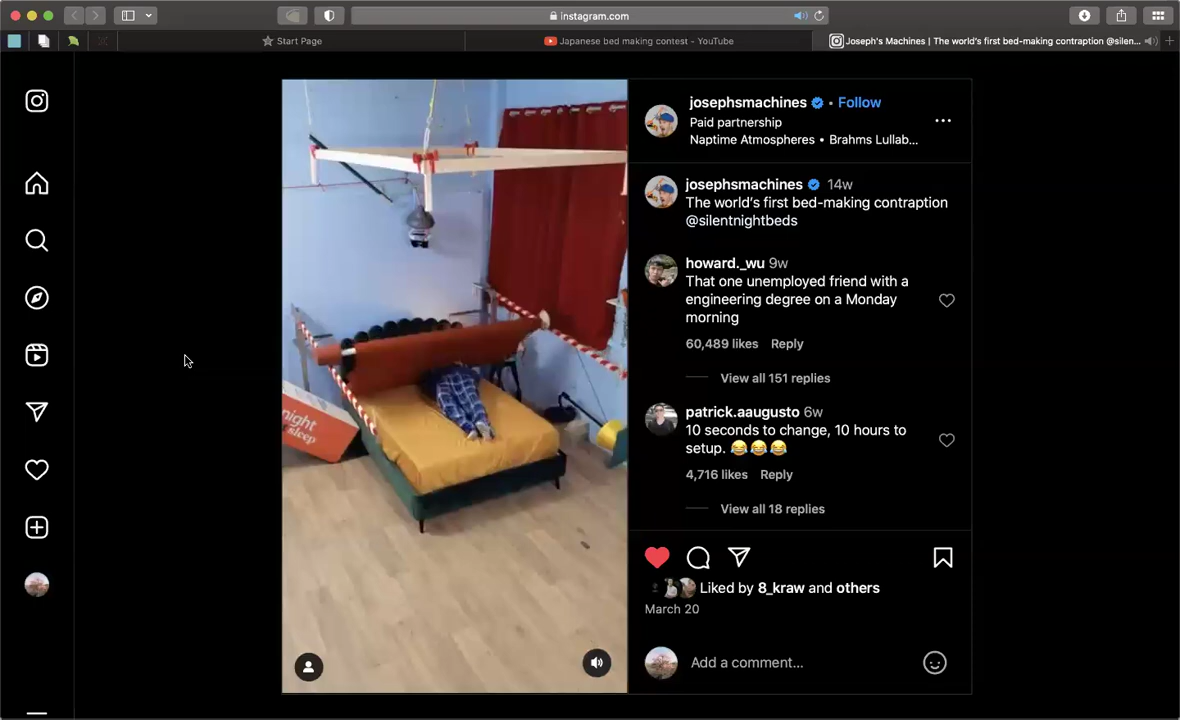 instagram.com
Start Page
Japanese bed making contest - YouTube
Joseph's Machines | The world's first bed-making contraption @silen...
josephsmachines • Follow
Paid partnership
Naptime Atmospheres • Brahms Lullab...
josephsmachines 14w
The world's first bed-making contraption
@silentnightbeds
howard._wu 9w
That one unemployed friend with a
engineering degree on a Monday
morning
60,489 likes Reply
View all 151 replies
patrick.aaugusto 6w
10 seconds to change, 10 hours to
setup. 😂😂😂
4,716 likes Reply
View all 18 replies
night
sleep
Liked by 8_kraw and others
March 20
Add a comment...